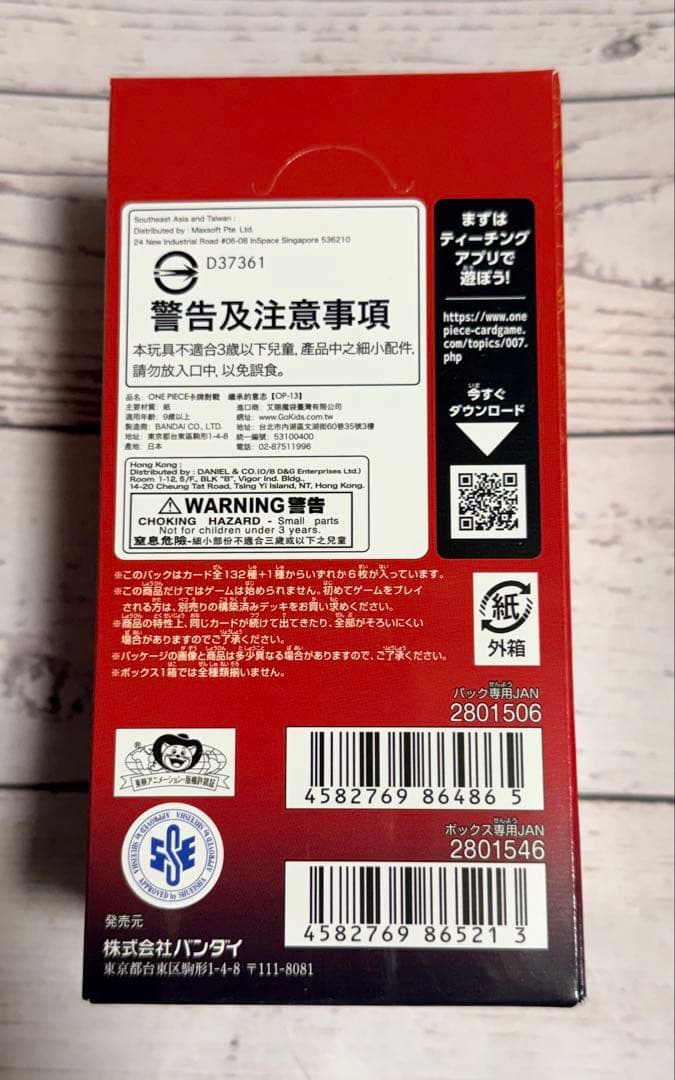 Southeast Asia and Taiwan :
Distributed by : Maxsoft Pte. Ltd.
24 New Industrial Road #06-08 InSpace Singapore 536210
D37361
警告及注意事項
本玩具不適合3歲以下兒童, 產品中之細小配件,
請勿放入口中, 以免誤食。
品名: ONE PIECE卡牌對戰 繼承的意志【OP-13】
主要材質: 紙
進口商: 艾賜魔袋臺灣有限公司
適用年齡: 9歲以上
網址: www.GoKids.com.tw
製造商: BANDAI CO., LTD.
地址: 台北市內湖區文湖街60巷35號3樓
地址: 東京都台東區駒形1-4-8
統一編號: 53100400
產地: 日本
電話: 02-87511996
Hong Kong :
Distributed by : DANIEL & CO.(O/B D&G Enterprises Ltd.)
Room 1-12, 5/F., BLK "B", Vigor Ind. Bldg.,
14-20 Cheung Tat Road, Tsing Yi Island, NT, Hong Kong.
WARNING 警告
CHOKING HAZARD - Small parts
Not for children under 3 years.
窒息危險-細小部份不適合三歲或以下之兒童
まずは
ティーチング
アプリで
遊ぼう!
https://www.one
piece-cardgame.
com/topics/007.
php
今すぐ
ダウンロード
※このパックはカード全132種+1種からいずれか6枚が入っています。
※この商品だけではゲームは始められません。初めてゲームをプレイ
される方は、別売りの構築済みデッキをお買い求めください。
※商品の特性上、同じカードが続けて出てきたり、全部がそろいにくい
場合がありますのでご了承ください。
※パッケージの画像と商品は多少異なる場合がありますが、ご了承ください。
※ボックス1箱では全種類揃いません。
紙
外箱
パック専用JAN
2801506
4582769 86486 5
ボックス専用JAN
2801546
4582769 86521 3
東映アニメーション・版権許諾証
APPROVED by SHUEISHA
発売元
株式会社バンダイ
東京都台東区駒形1-4-8 〒111-8081